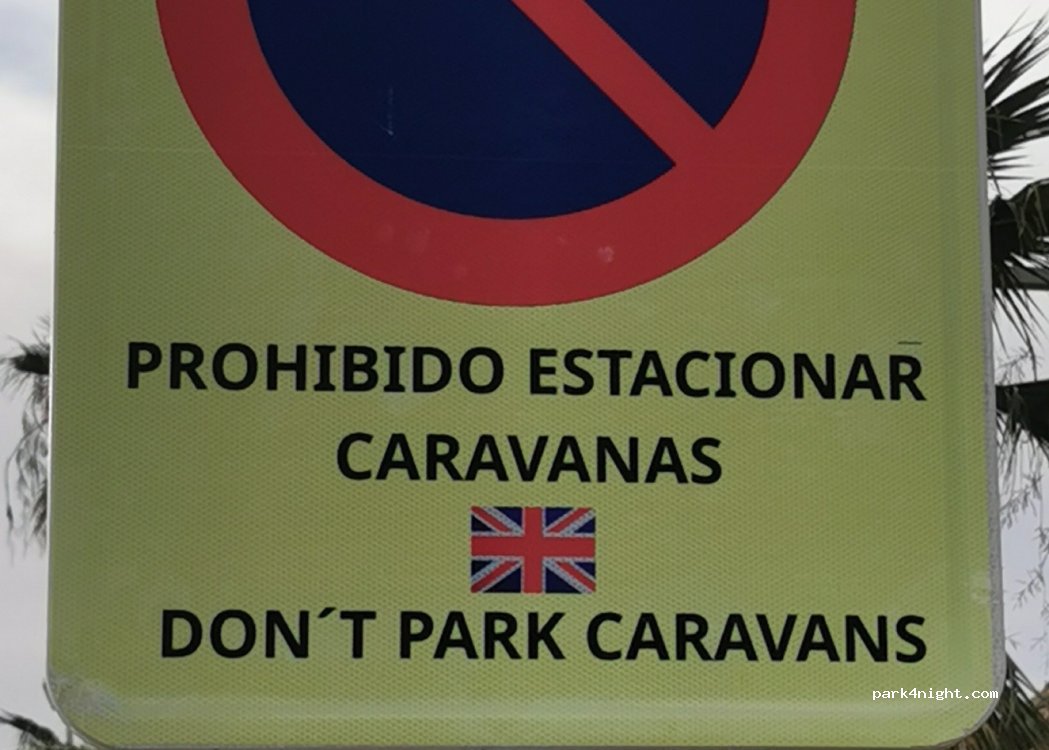 PROHIBIDO ESTACIONAR
CARAVANAS
DON´T PARK CARAVANS
park4night.com